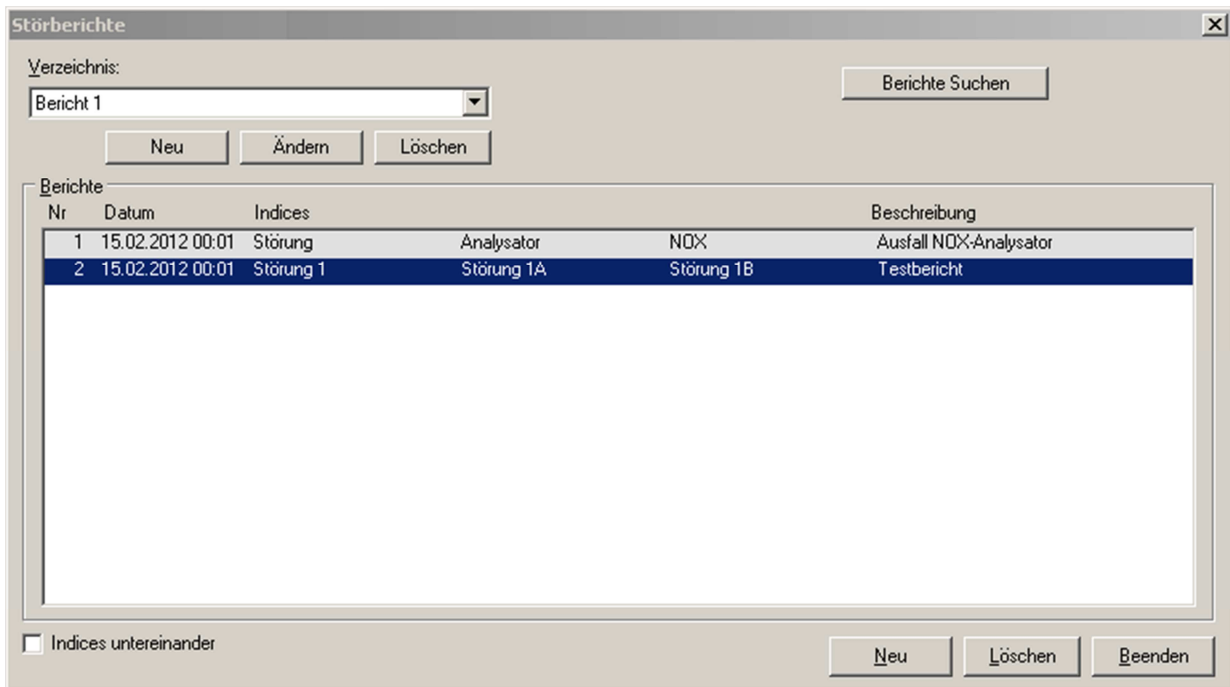 Störberichte
Verzeichnis:
Berichte Suchen
Bericht 1
Neu Ändern Löschen
Berichte
Nr Datum Indices Beschreibung
1 15.02.2012 00:01 Störung Analysator NOX Ausfall NOX-Analysator
2 15.02.2012 00:01 Störung 1 Störung 1A Störung 1B Testbericht
Indices untereinander
Neu Löschen Beenden